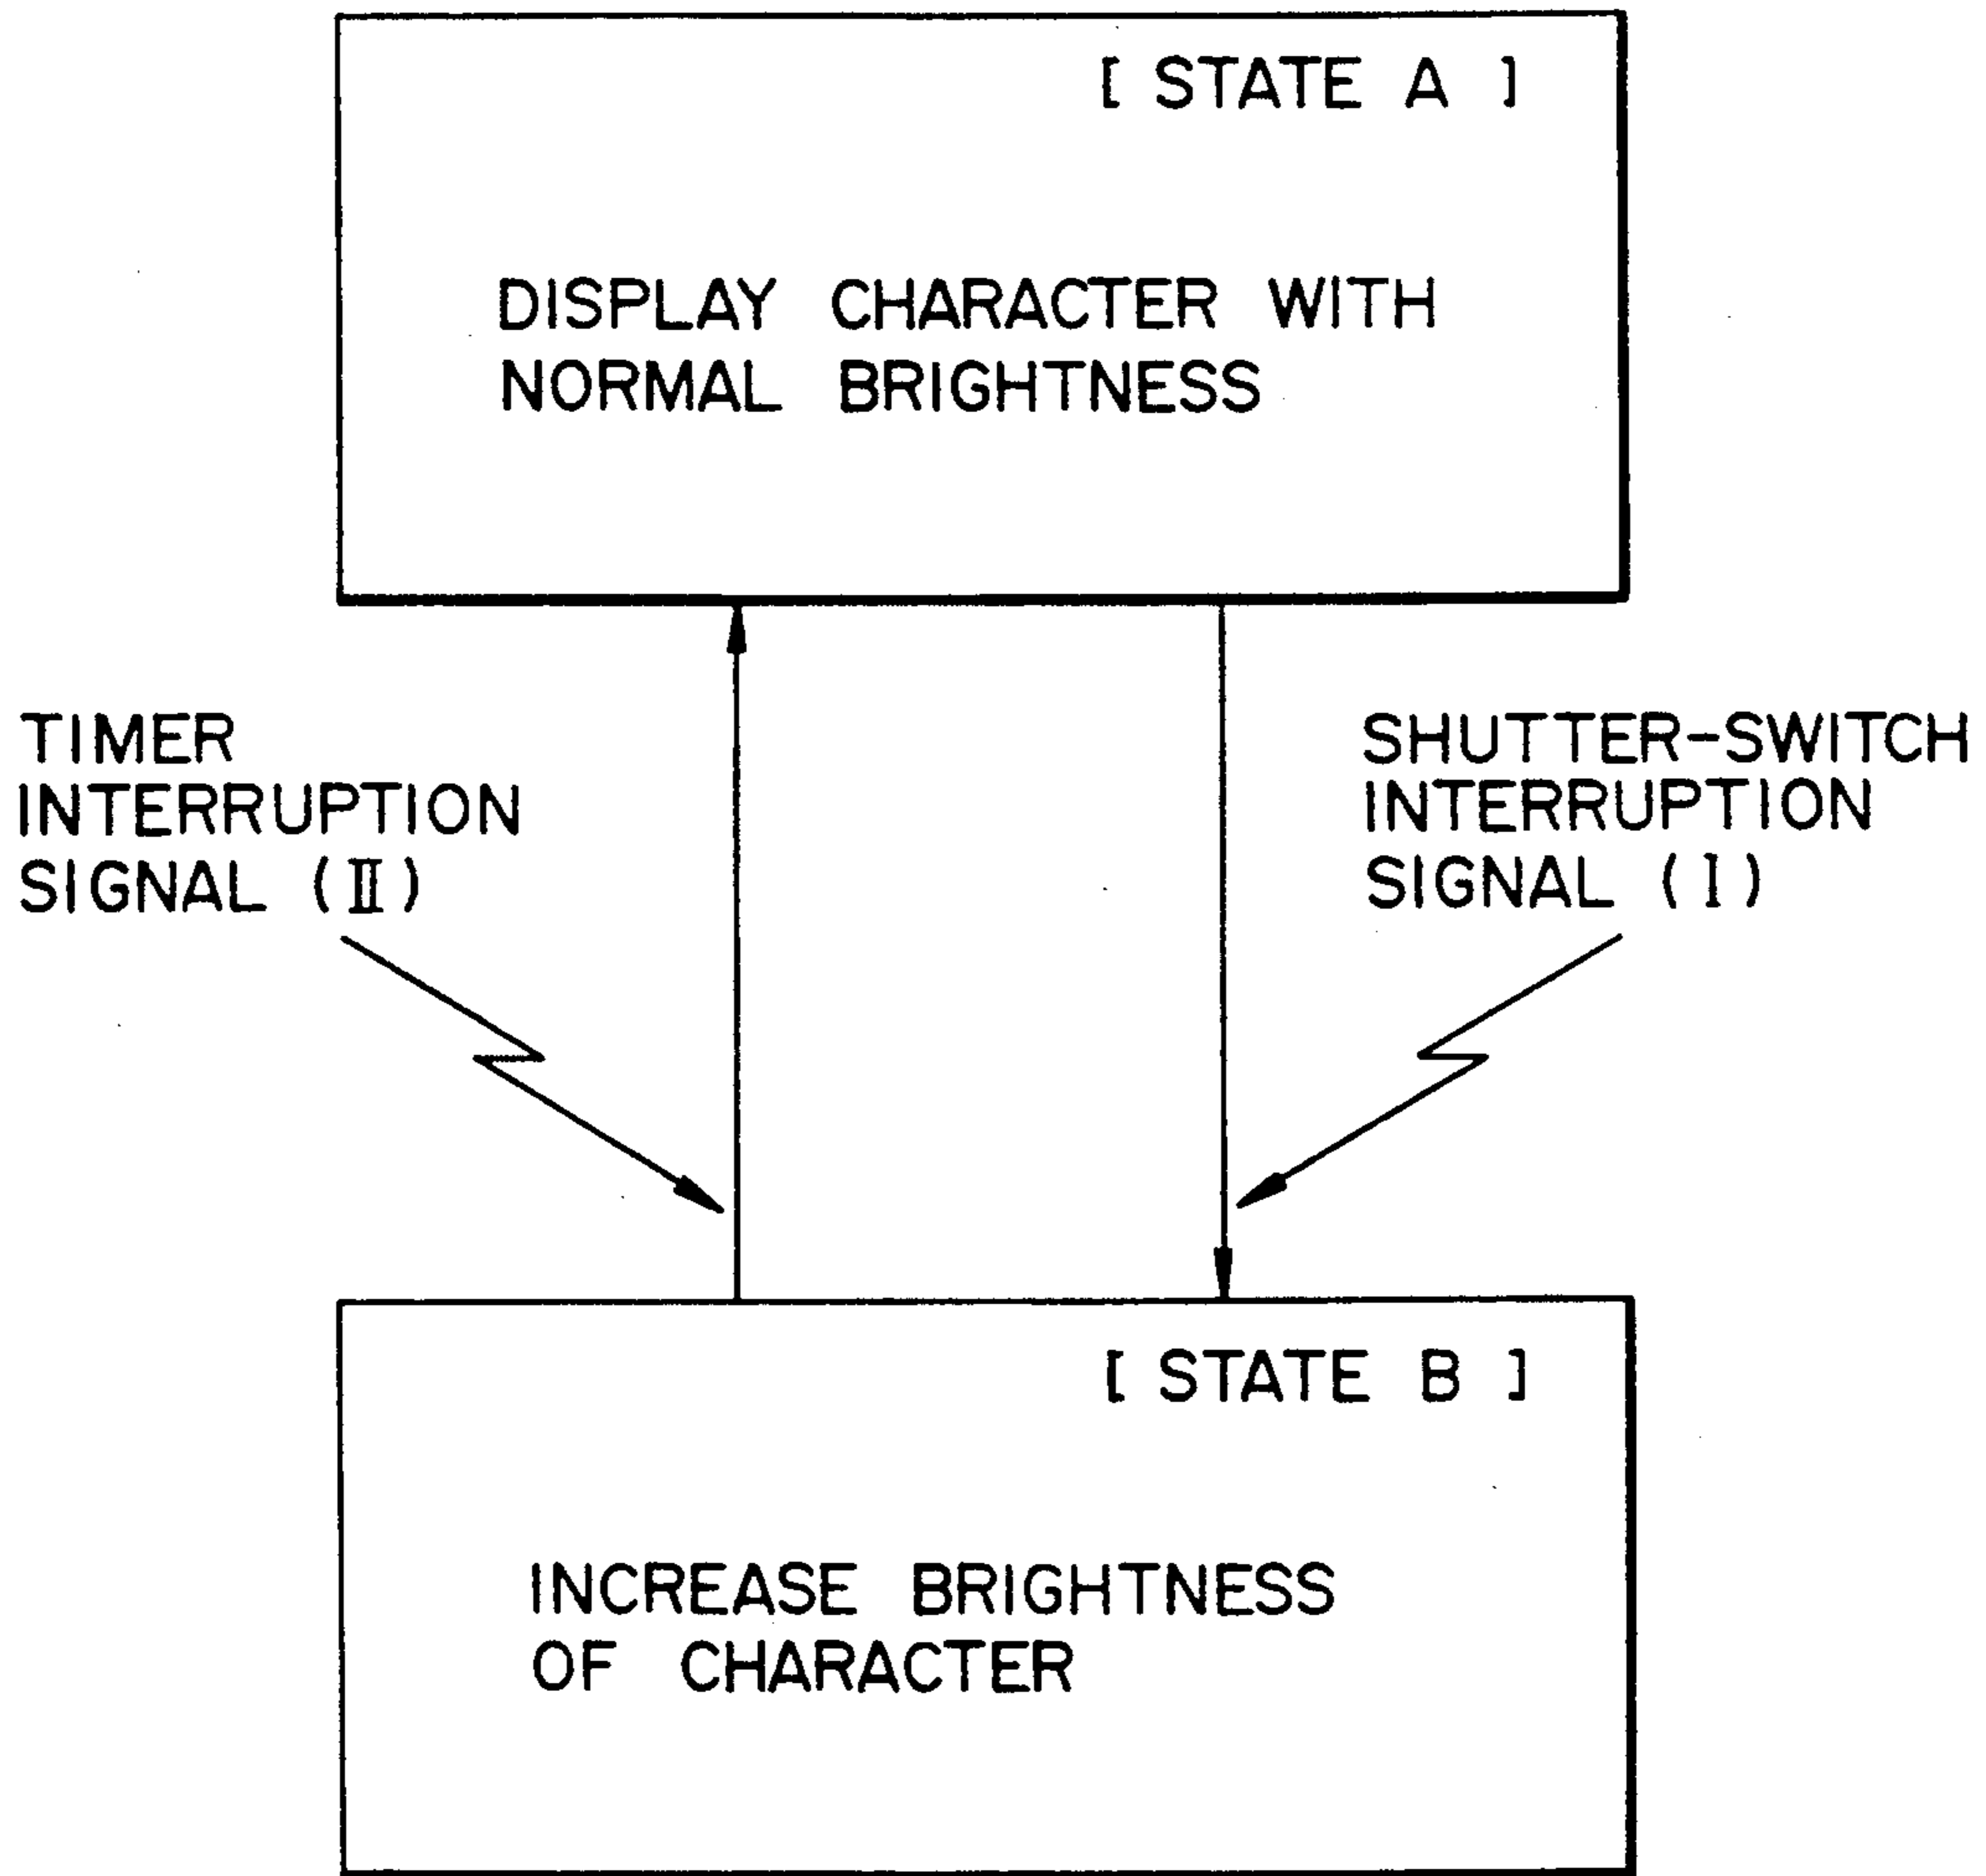 [ STATE A ]
DISPLAY CHARACTER WITH
NORMAL BRIGHTNESS
TIMER
INTERRUPTION
SIGNAL (II)
SHUTTER-SWITCH
INTERRUPTION
SIGNAL (I)
[ STATE B ]
INCREASE BRIGHTNESS
OF CHARACTER